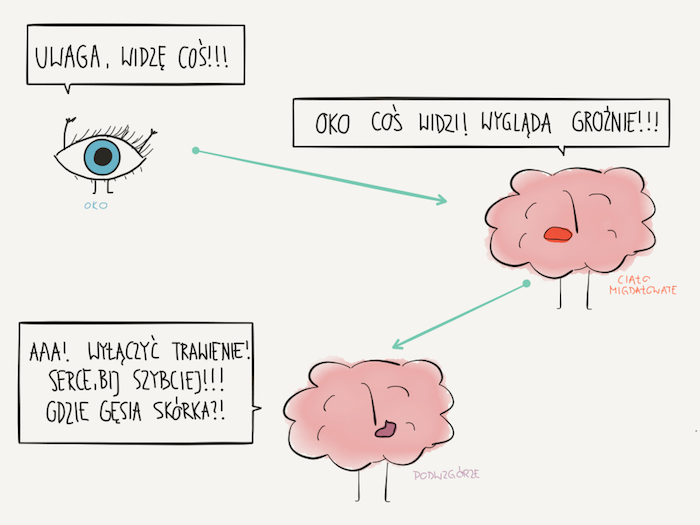 UWAGA, WIDZĘ COŚ!!!
OKO
OKO COŚ WIDZI! WYGLĄDA GROŹNIE!!!
CIAŁO
MIGDAŁOWATE
AAA! WYŁĄCZYĆ TRAWIENIE!
SERCE, BIJ SZYBCIEJ!!!
GDZIE GĘSIA SKÓRKA?!
PODWZGÓRZE